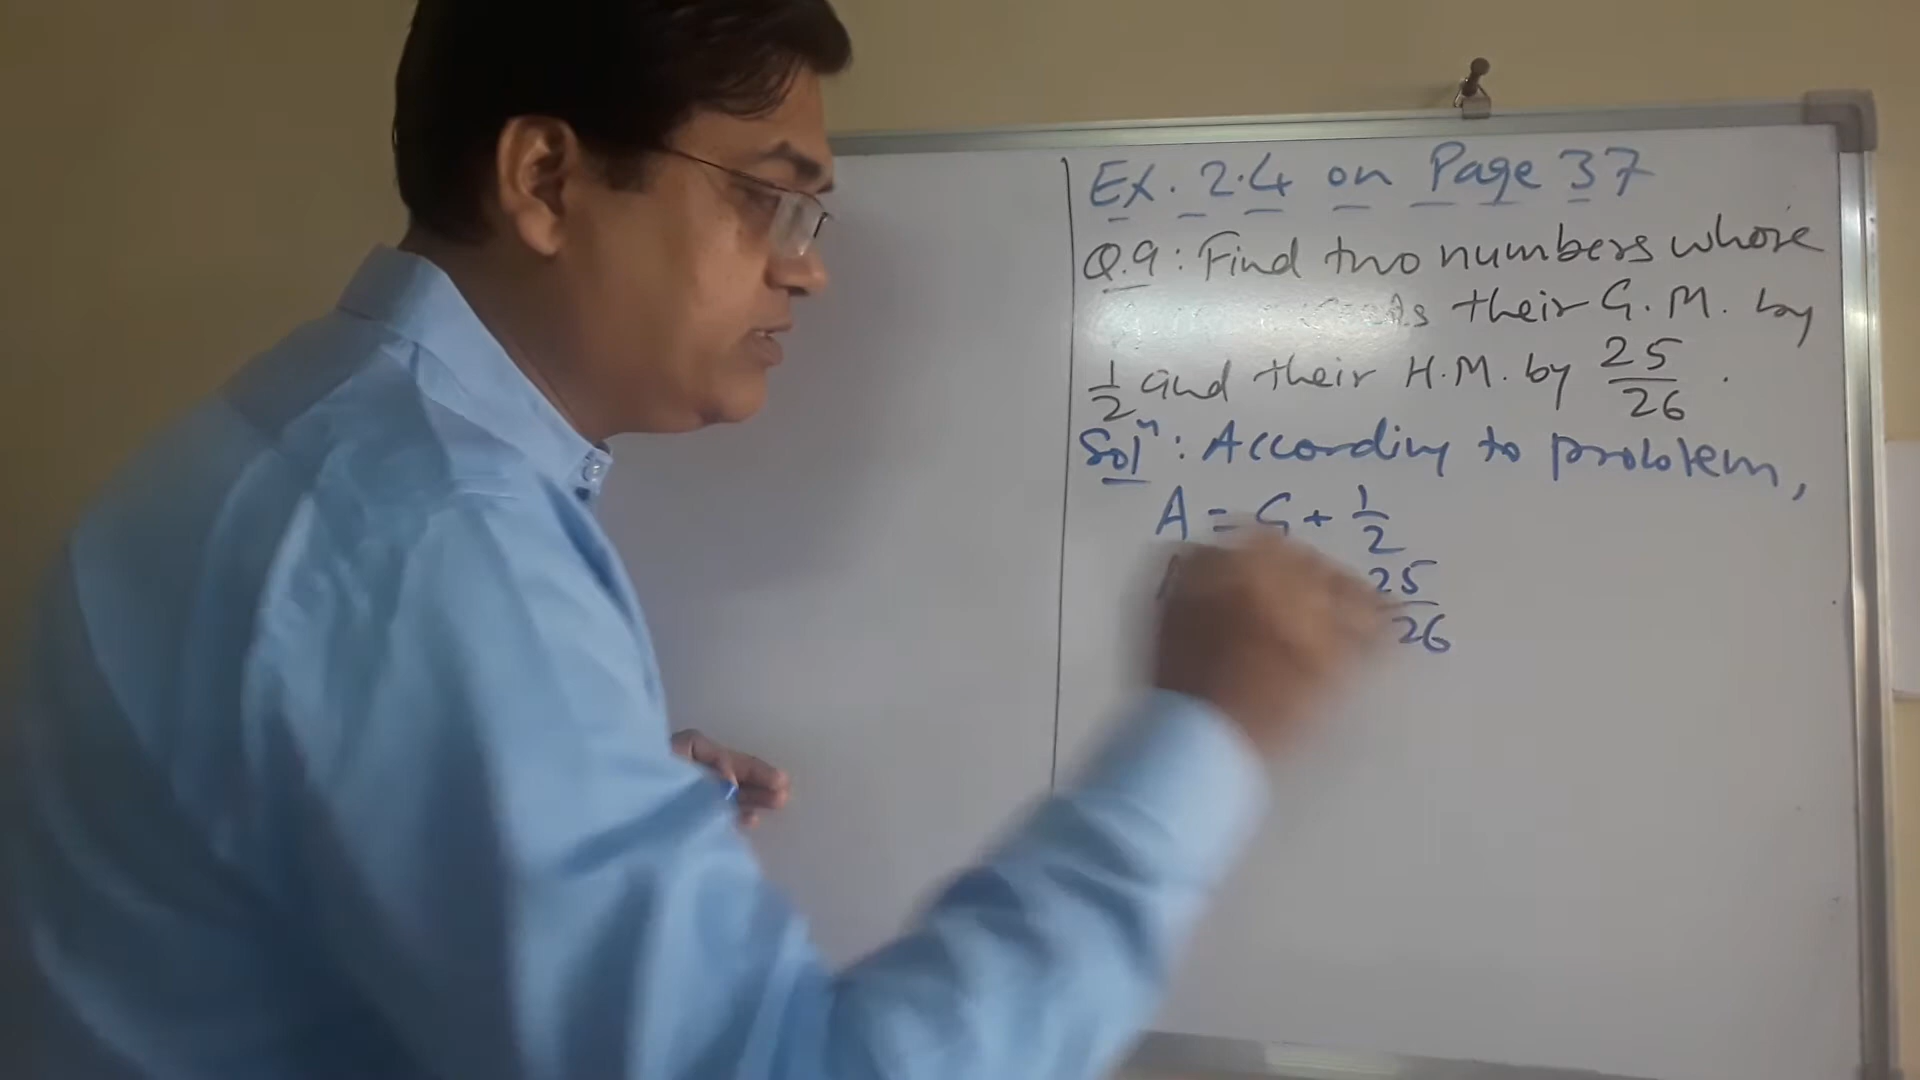 Ex. 2.4 on Page 37
Q.9: Find two numbers whose
their G.M. by
1/2 and their H.M. by 25/26.
Solⁿ: According to problem,
A = G + 1/2
25/26